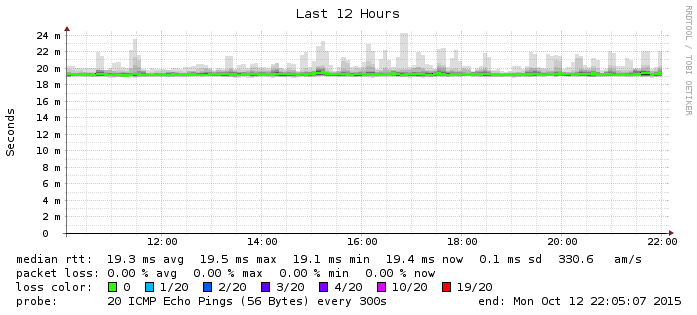 Last 12 Hours
RRDTOOL / TOBI OETIKER
Seconds
24 m
22 m
20 m
18 m
16 m
14 m
12 m
10 m
8 m
6 m
4 m
2 m
0
12:00 14:00 16:00 18:00 20:00 22:00
median rtt: 19.3 ms avg 19.5 ms max 19.1 ms min 19.4 ms now 0.1 ms sd 330.6 am/s
packet loss: 0.00 % avg 0.00 % max 0.00 % min 0.00 % now
loss color: 0 1/20 2/20 3/20 4/20 10/20 19/20
probe: 20 ICMP Echo Pings (56 Bytes) every 300s end: Mon Oct 12 22:05:07 2015